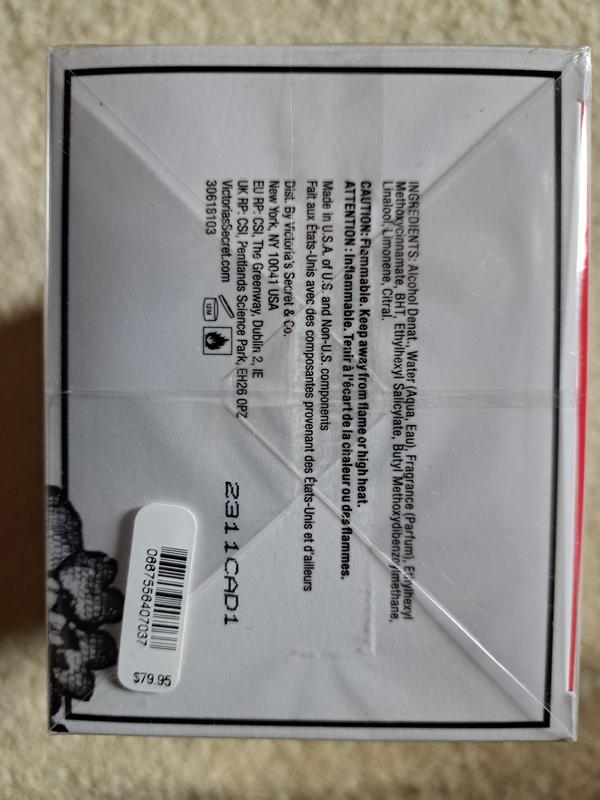 INGREDIENTS: Alcohol Denat., Water (Aqua, Eau), Fragrance (Parfum), Ethylhexyl
Methoxycinnamate, BHT, Ethylhexyl Salicylate, Butyl Methoxydibenzoylmethane,
Linalool, Limonene, Citral.
CAUTION: Flammable. Keep away from flame or high heat.
ATTENTION : Inflammable. Tenir à l'écart de la chaleur ou des flammes.
Made in U.S.A. of U.S. and Non-U.S. components
Fait aux États-Unis avec des composantes provenant des États-Unis et d'ailleurs
Dist. By Victoria's Secret & Co.
New York, NY 10041 USA
EU RP: CSI, The Greenway, Dublin 2, IE
UK RP: CSI, Pentlands Science Park, EH26 0PZ
VictoriasSecret.com
30618103
12M
2311CAD1
0667556407037
$79.95